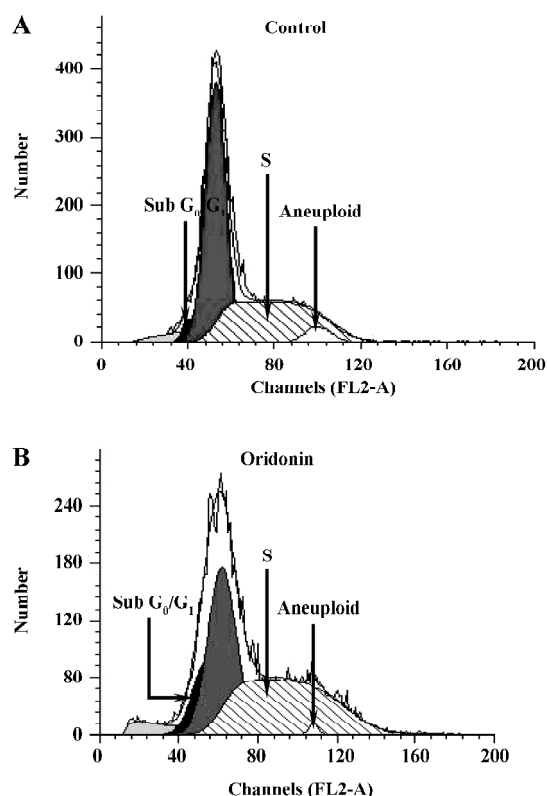 A
Control
400
300
200
100
0
Number
Sub G₀ G₁
S
Aneuploid
0 40 80 120 160 200
Channels (FL2-A)
B
Oridonin
240
180
120
80
0
Number
Sub G₀/G₁
S
Aneuploid
0 40 80 120 160 200
Channels (FL2-A)